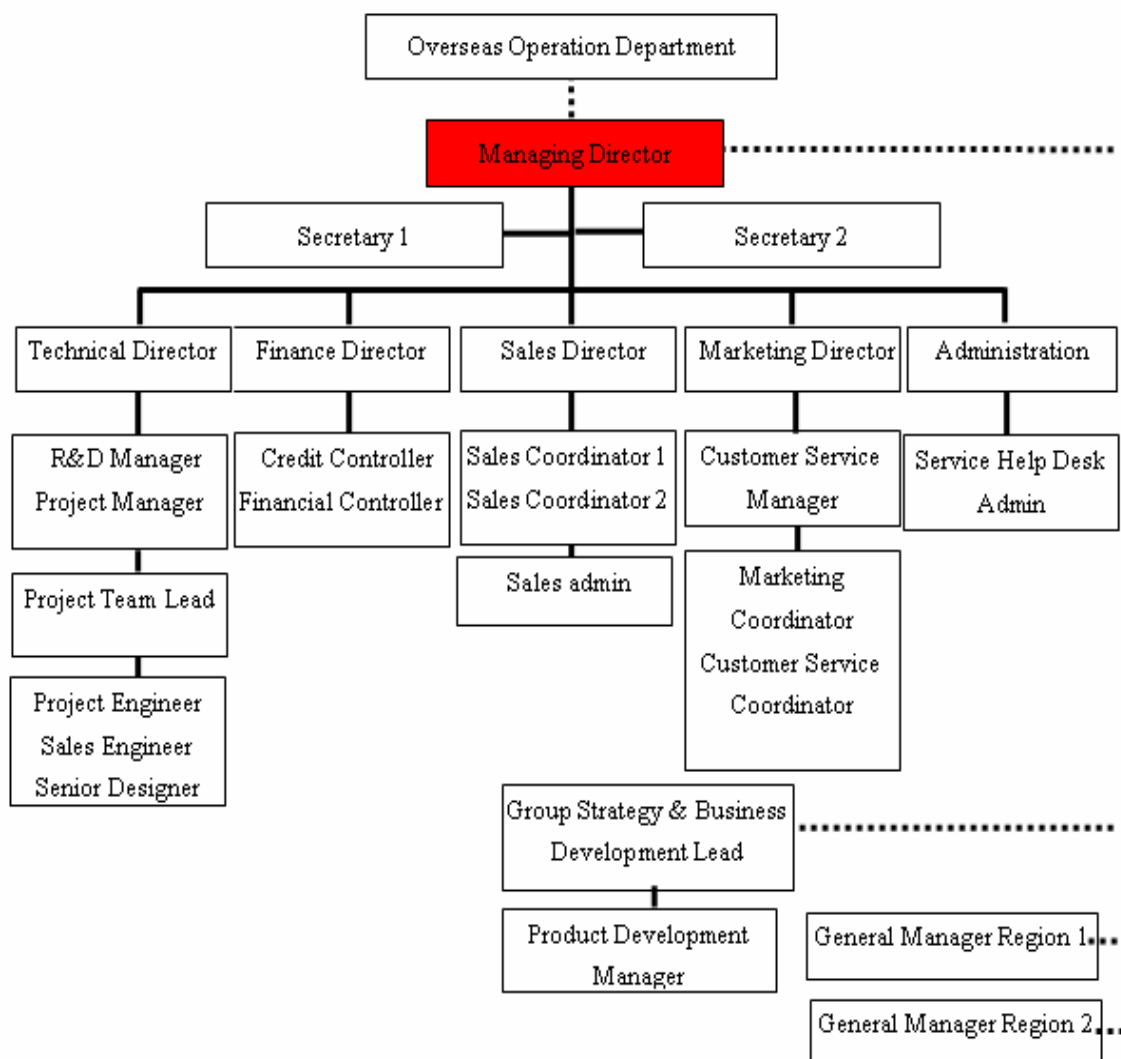 Overseas Operation Department
Managing Director
Secretary 1
Secretary 2
Technical Director
Finance Director
Sales Director
Marketing Director
Administration
R&D Manager
Project Manager
Credit Controller
Financial Controller
Sales Coordinator 1
Sales Coordinator 2
Customer Service
Manager
Service Help Desk
Admin
Project Team Lead
Sales admin
Marketing
Coordinator
Customer Service
Coordinator
Project Engineer
Sales Engineer
Senior Designer
Group Strategy & Business
Development Lead
Product Development
Manager
General Manager Region 1
General Manager Region 2